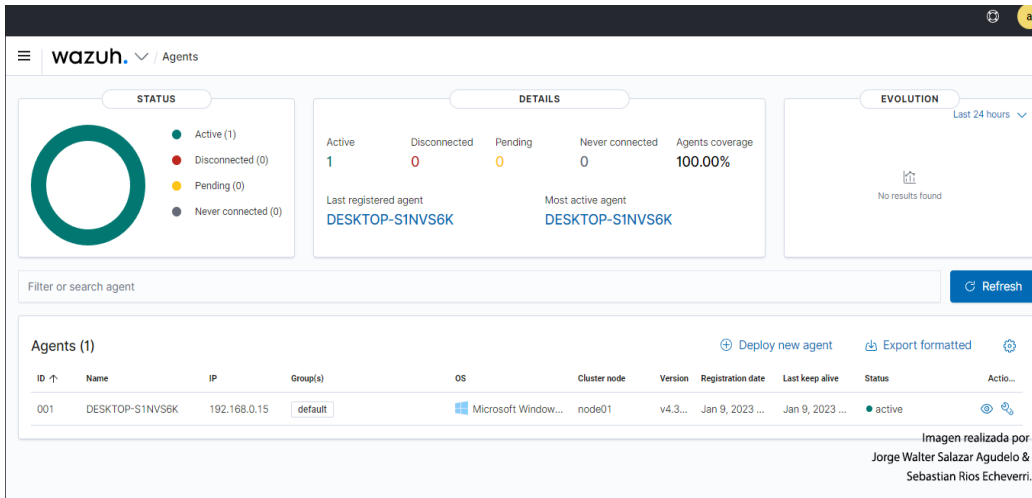 a
wazuh. / Agents
STATUS
Active (1)
Disconnected (0)
Pending (0)
Never connected (0)
DETAILS
Active Disconnected Pending Never connected Agents coverage
1 0 0 0 100.00%
Last registered agent Most active agent
DESKTOP-S1NVS6K DESKTOP-S1NVS6K
EVOLUTION
Last 24 hours
No results found
Filter or search agent Refresh
Agents (1) Deploy new agent Export formatted
ID Name IP Group(s) OS Cluster node Version Registration date Last keep alive Status Actio...
001 DESKTOP-S1NVS6K 192.168.0.15 default Microsoft Window... node01 v4.3... Jan 9, 2023 ... Jan 9, 2023 ... active
Imagen realizada por
Jorge Walter Salazar Agudelo &
Sebastian Rios Echeverri.